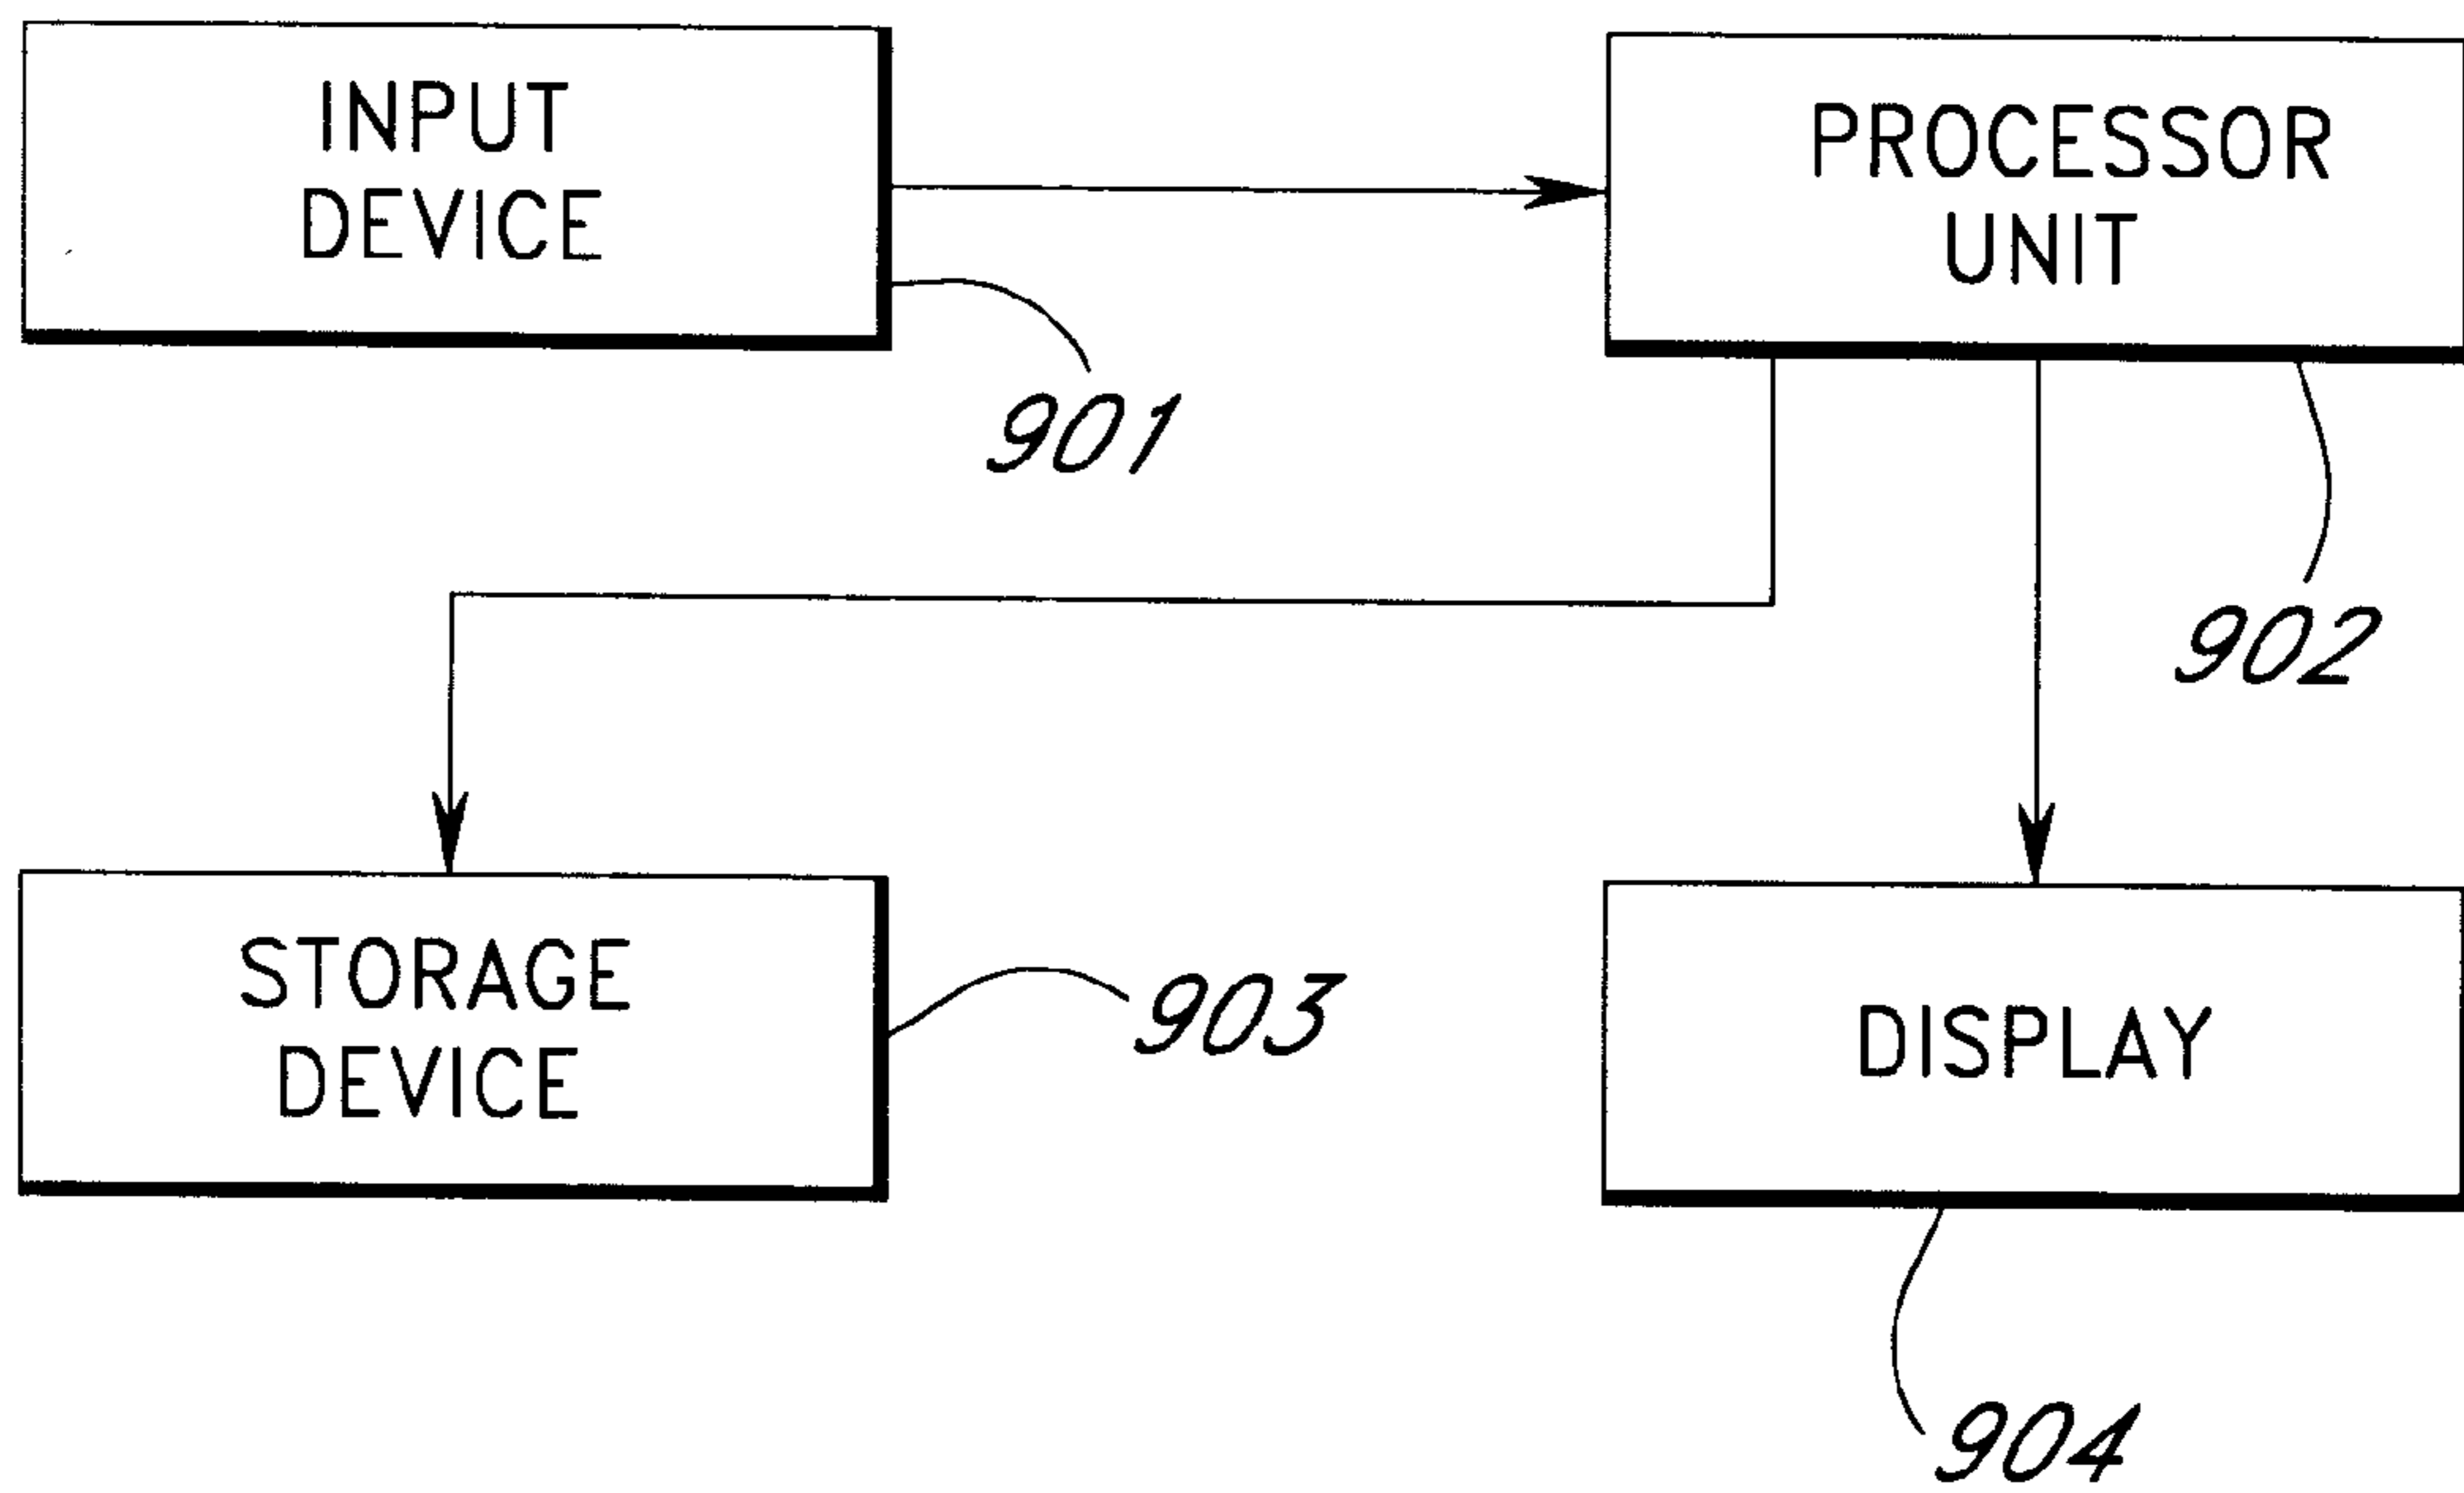 INPUT
DEVICE
PROCESSOR
UNIT
901
902
STORAGE
DEVICE
903
DISPLAY
904